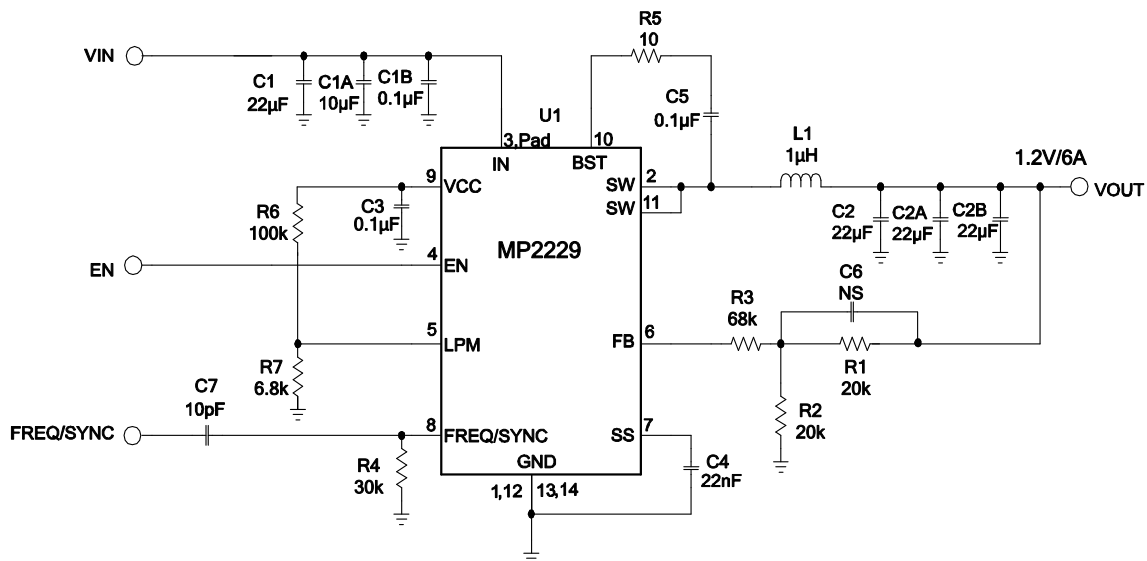 R5
10
VIN
C1
22µF
C1A
10µF
C1B
0.1µF
C5
0.1µF
U1
3,Pad
10
IN
BST
L1
1µH
1.2V/6A
VOUT
9
VCC
SW
2
SW
11
R6
100k
C3
0.1µF
C2
22µF
C2A
22µF
C2B
22µF
MP2229
EN
4
EN
C6
NS
R3
68k
5
LPM
FB
6
R1
20k
R7
6.8k
C7
10pF
R2
20k
FREQ/SYNC
8
FREQ/SYNC
SS
7
R4
30k
GND
C4
22nF
1,12
13,14